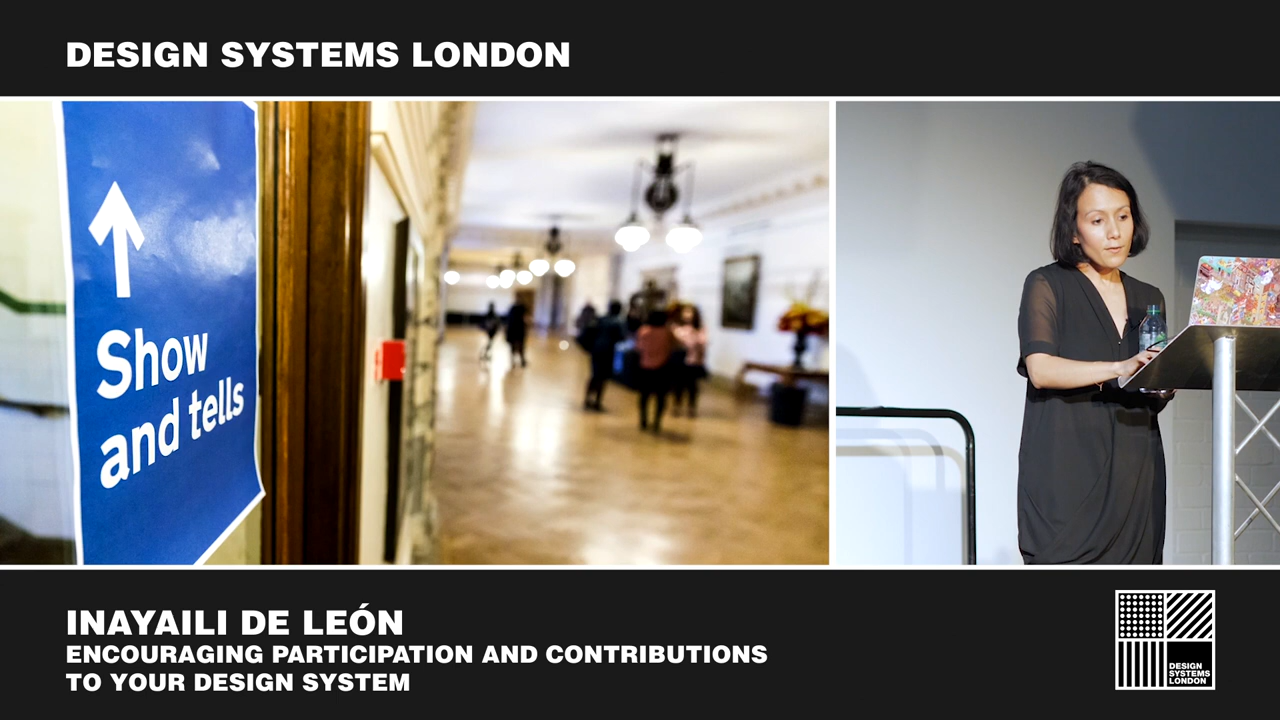 DESIGN SYSTEMS LONDON
Show
and tells
INAYAILI DE LEÓN
ENCOURAGING PARTICIPATION AND CONTRIBUTIONS
TO YOUR DESIGN SYSTEM
DESIGN
SYSTEMS
LONDON